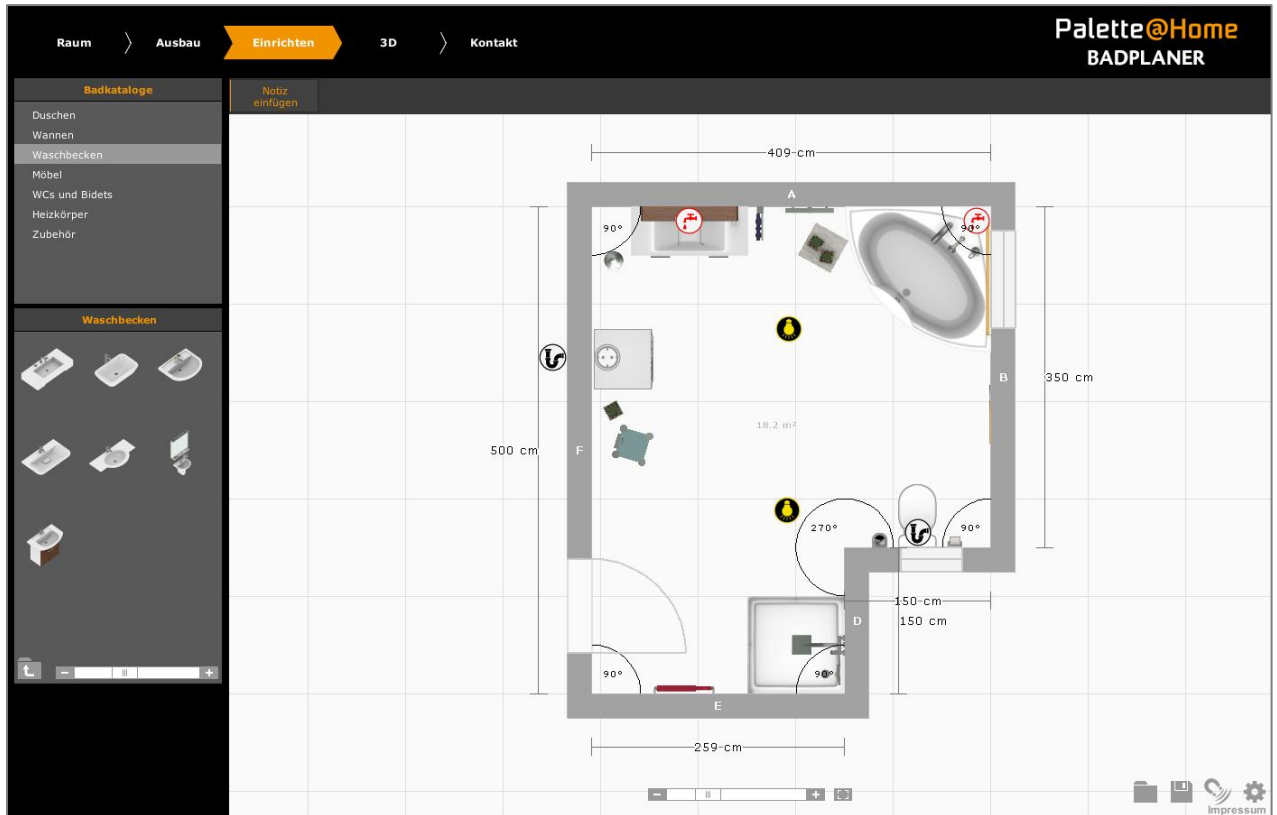 Raum
Ausbau
Einrichten
3D
Kontakt
Palette@Home
BADPLANER
Badkataloge
Duschen
Wannen
Waschbecken
Möbel
WCs und Bidets
Heizkörper
Zubehör
Waschbecken
Notiz
einfügen
409 cm
A
90°
90°
B
350 cm
18,2 m²
500 cm
F
270°
90°
150 cm
D
150 cm
90°
90°
E
259 cm
Impressum